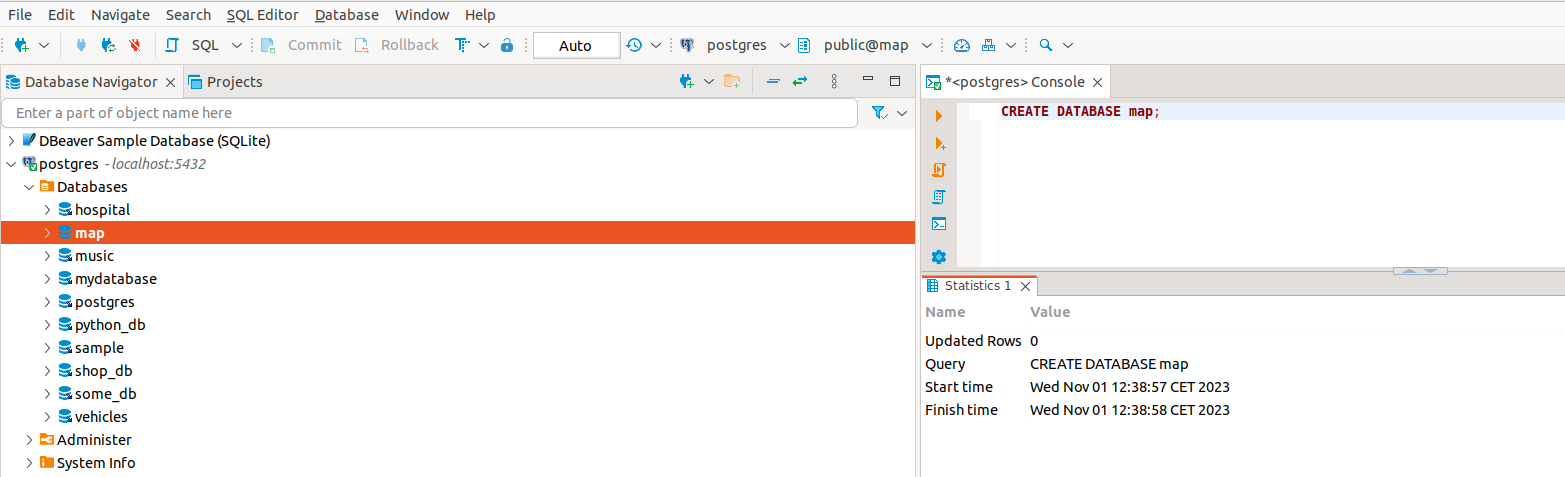 File Edit Navigate Search SQL Editor Database Window Help
SQL Commit Rollback Auto postgres public@map
Database Navigator Projects
Enter a part of object name here
DBeaver Sample Database (SQLite)
postgres - localhost:5432
Databases
hospital
map
music
mydatabase
postgres
python_db
sample
shop_db
some_db
vehicles
Administer
System Info
*<postgres> Console
CREATE DATABASE map;
Statistics 1
Name Value
Updated Rows 0
Query CREATE DATABASE map
Start time Wed Nov 01 12:38:57 CET 2023
Finish time Wed Nov 01 12:38:58 CET 2023